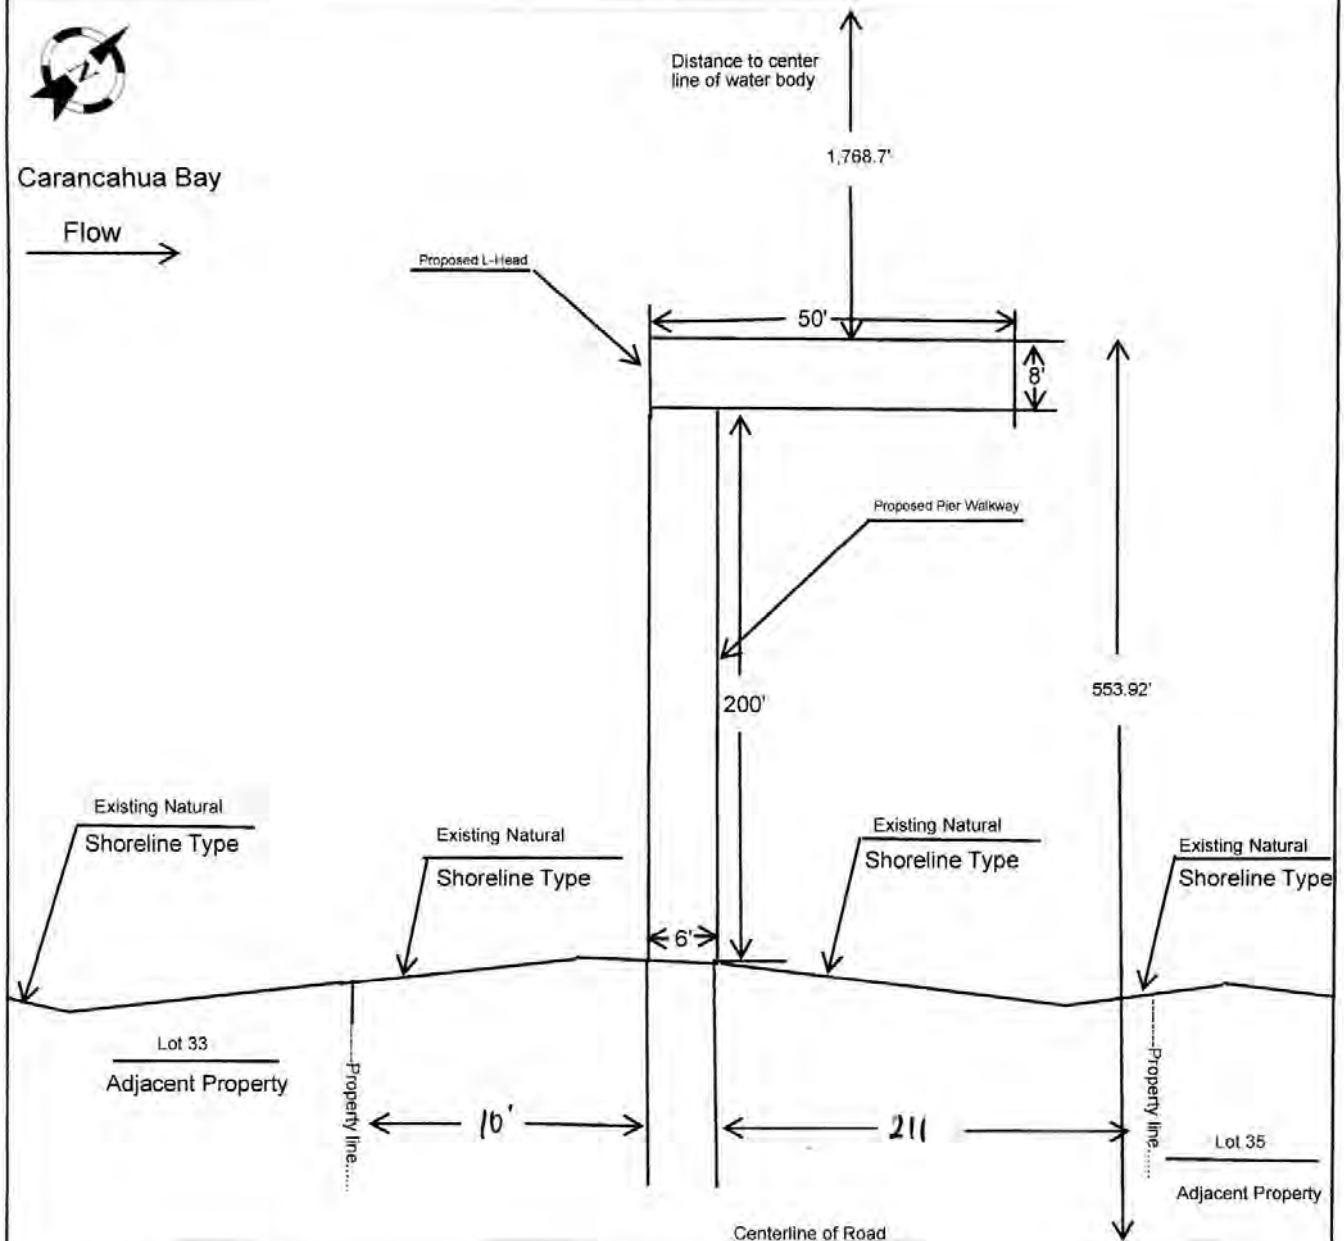 N
Distance to center
line of water body
1,768.7'
Carancahua Bay
Flow
Proposed L-Head
50'
8'
Proposed Pier Walkway
200'
553.92'
Existing Natural
Shoreline Type
Existing Natural
Shoreline Type
Existing Natural
Shoreline Type
Existing Natural
Shoreline Type
6'
Lot 33
Adjacent Property
Property line
10'
211
Property line
Lot 35
Adjacent Property
Centerline of Road